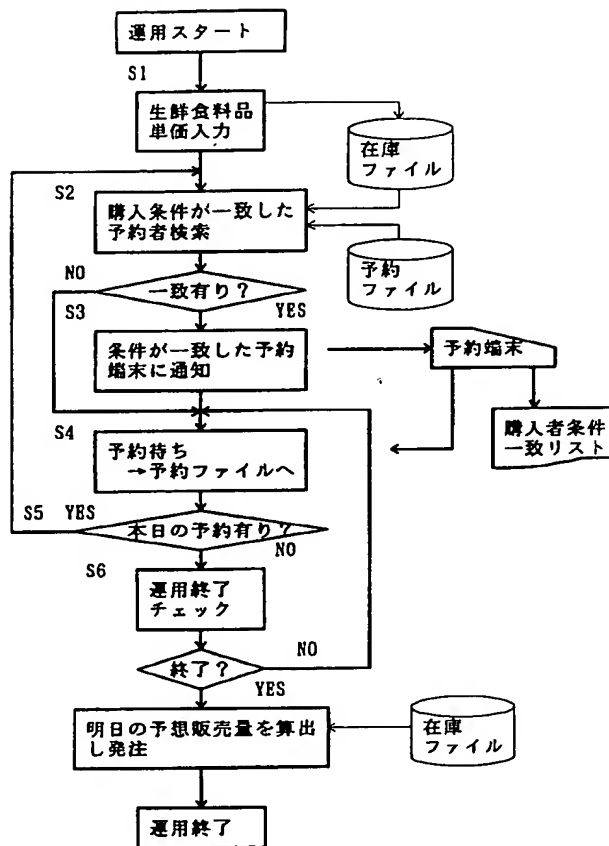 運用スタート
S1
生鮮食料品
単価入力
在庫
ファイル
S2
購入条件が一致した
予約者検索
予約
ファイル
NO
一致有り?
YES
S3
条件が一致した予約
端末に通知
予約端末
購入者条件
一致リスト
S4
予約待ち
→予約ファイルへ
S5 YES
本日の予約有り?
NO
S6
運用終了
チェック
NO
終了?
YES
明日の予想販売量を算出
し発注
在庫
ファイル
運用終了